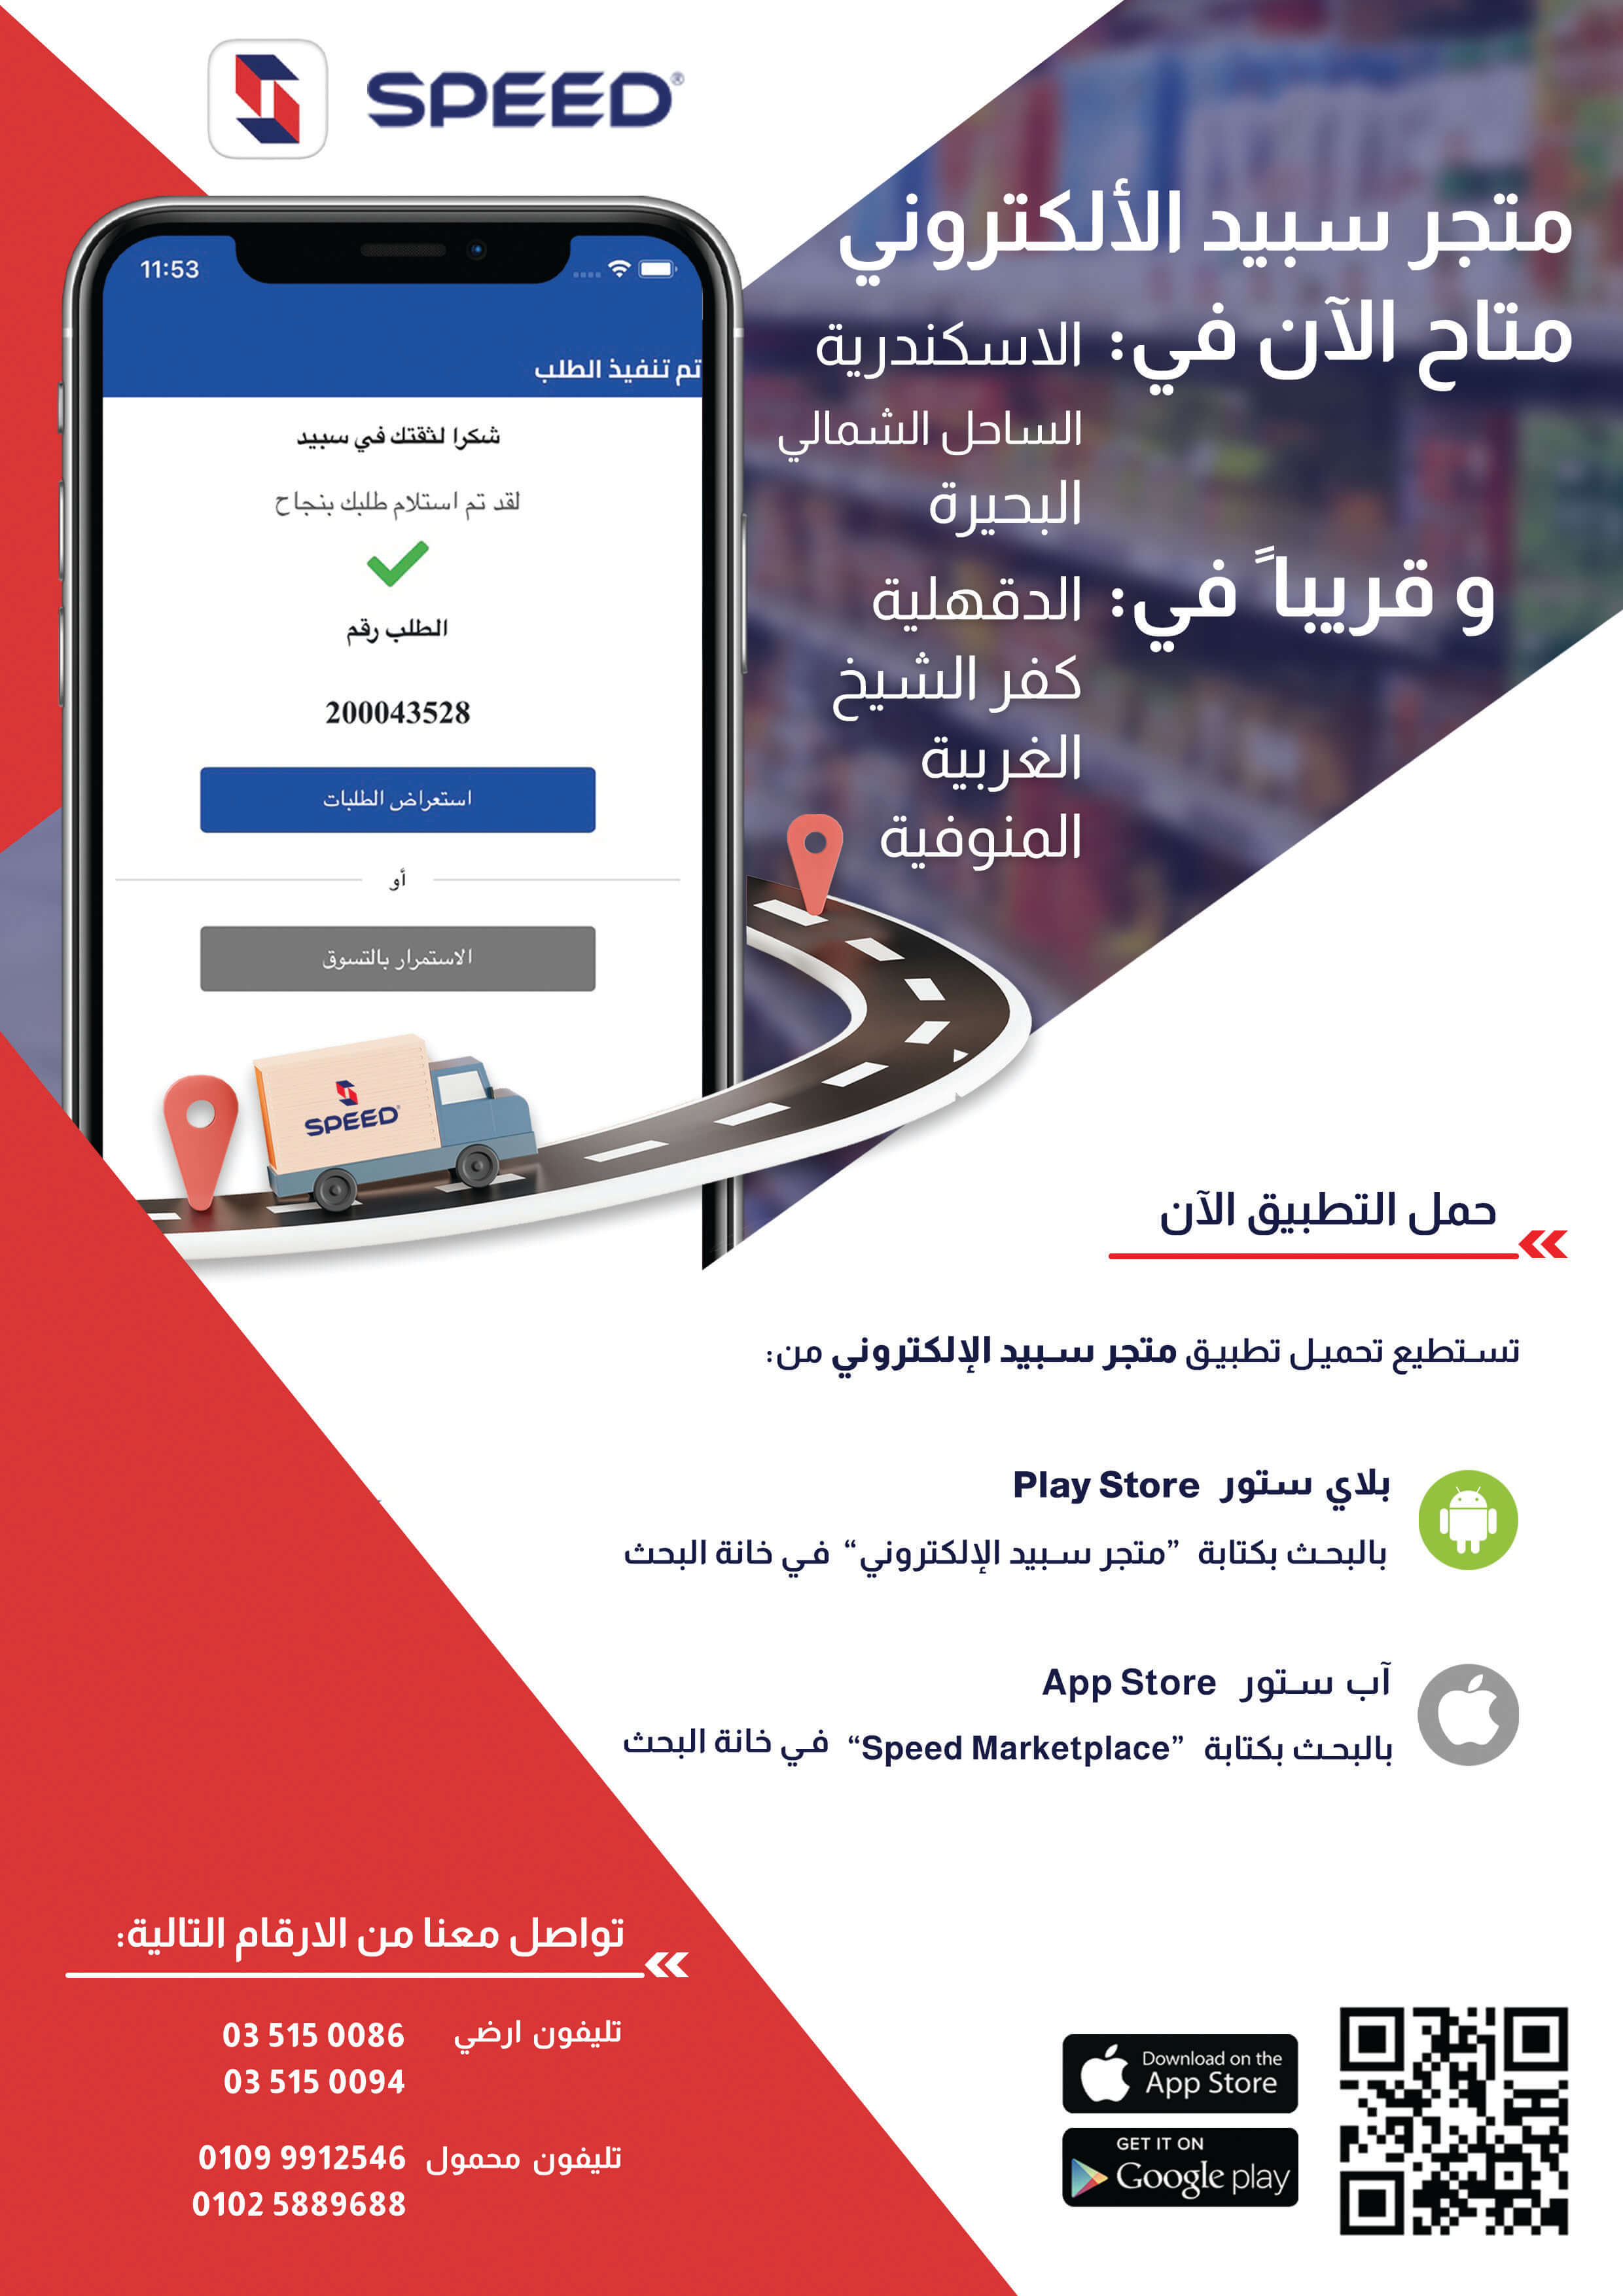 SPEED®
متجر سبيد الألكتروني
متاح الآن في: الاسكندرية
الساحل الشمالي
البحيرة
و قريباً في: الدقهلية
كفر الشيخ
الغربية
المنوفية
11:53
تم تنفيذ الطلب
شكرا لثقتك في سبيد
لقد تم استلام طلبك بنجاح
الطلب رقم
200043528
استعراض الطلبات
أو
الاستمرار بالتسوق
SPEED
حمل التطبيق الآن
تستطيع تحميل تطبيق متجر سبيد الإلكتروني من:
بلاي ستور Play Store
بالبحث بكتابة ”متجر سبيد الإلكتروني“ في خانة البحث
آب ستور App Store
بالبحث بكتابة “Speed Marketplace” في خانة البحث
تواصل معنا من الارقام التالية:
تليفون ارضي 03 515 0086
03 515 0094
تليفون محمول 0109 9912546
0102 5889688
Download on the
App Store
GET IT ON
Google play